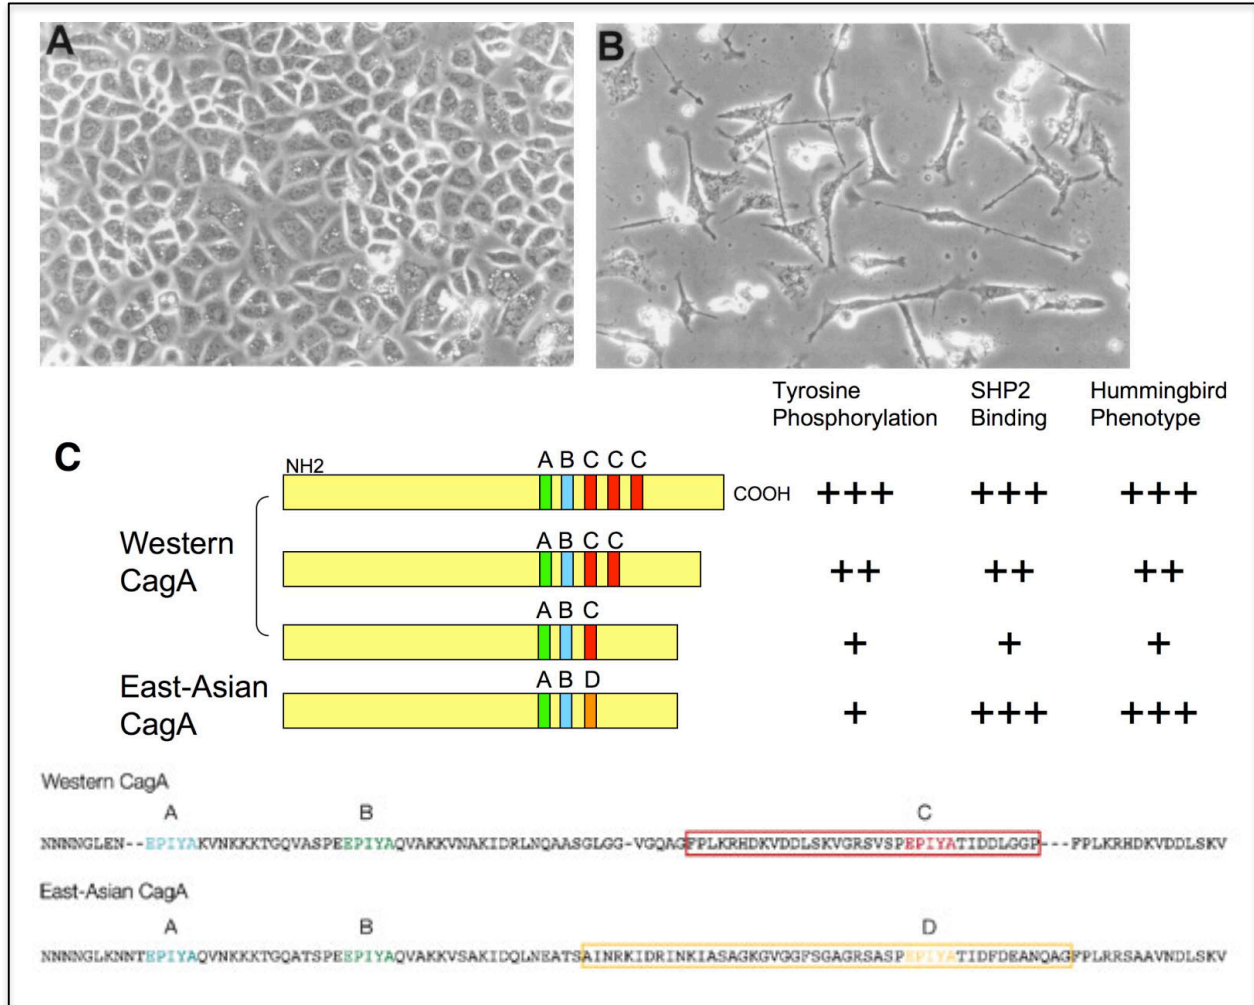 A
B
Tyrosine Phosphorylation
SHP2 Binding
Hummingbird Phenotype
C
NH2
A B C C C
COOH
+++ +++ +++
Western CagA
A B C C
++ ++ ++
A B C
+ + +
East-Asian CagA
A B D
+ +++ +++
Western CagA
A B C
NNNNGLEN--EPIYAKVNKKKTGQVASPEEPIYAQVAKKVNAKIDRLNQAASGLGG-VGQAGFPLKRHDKVDDLSKVGRSVSPEPIYATIDDLGGP---FPLKRHDKVDDLSKV
East-Asian CagA
A B D
NNNNGLKNNTEPIYAQVNKKKTGQATSPEEPIYAQVAKKVSAKIDQLNEATSAINRKIDRINKIASAGKGVGGFSGAGRSASPEPIYATIDFDEANQAGFPLRRSAAVNDLSKV